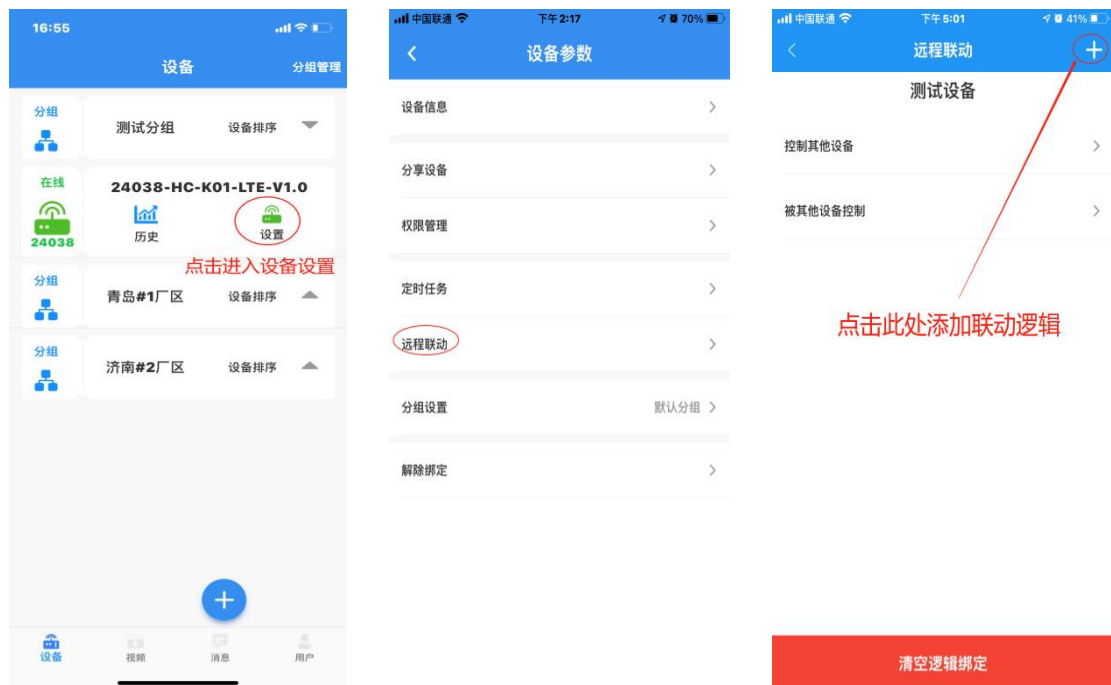 16:55
设备
分组管理
分组
测试分组
设备排序
在线
24038
24038-HC-K01-LTE-V1.0
历史
设置
点击进入设备设置
分组
青岛#1厂区
设备排序
分组
济南#2厂区
设备排序
设备
视频
消息
用户
中国联通
下午2:17
70%
设备参数
设备信息
分享设备
权限管理
定时任务
远程联动
分组设置
默认分组
解除绑定
中国联通
下午5:01
41%
远程联动
测试设备
控制其他设备
被其他设备控制
点击此处添加联动逻辑
清空逻辑绑定